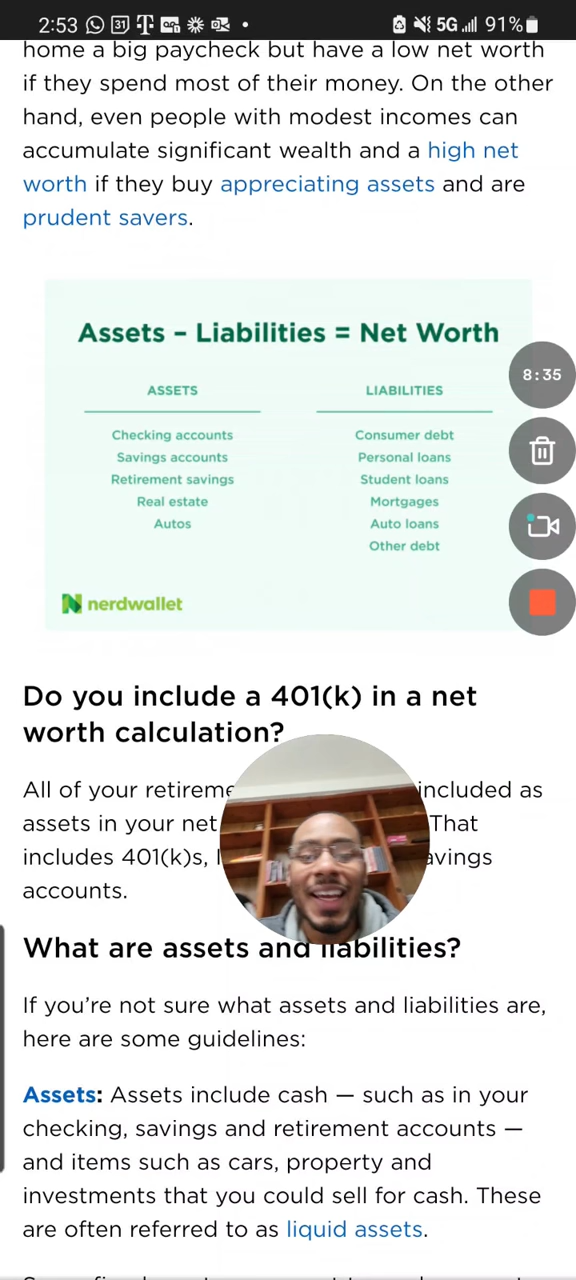 2:53 31 5G 91%
home a big paycheck but have a low net worth
if they spend most of their money. On the other
hand, even people with modest incomes can
accumulate significant wealth and a high net
worth if they buy appreciating assets and are
prudent savers.
Assets – Liabilities = Net Worth
8:35
ASSETS LIABILITIES
Checking accounts Consumer debt
Savings accounts Personal loans
Retirement savings Student loans
Real estate Mortgages
Autos Auto loans
Other debt
N nerdwallet
Do you include a 401(k) in a net
worth calculation?
All of your included as
assets in your net That
includes 401(k)s,
accounts.
What are assets and liabilities?
If you’re not sure what assets and liabilities are,
here are some guidelines:
Assets: Assets include cash — such as in your
checking, savings and retirement accounts —
and items such as cars, property and
investments that you could sell for cash. These
are often referred to as liquid assets.